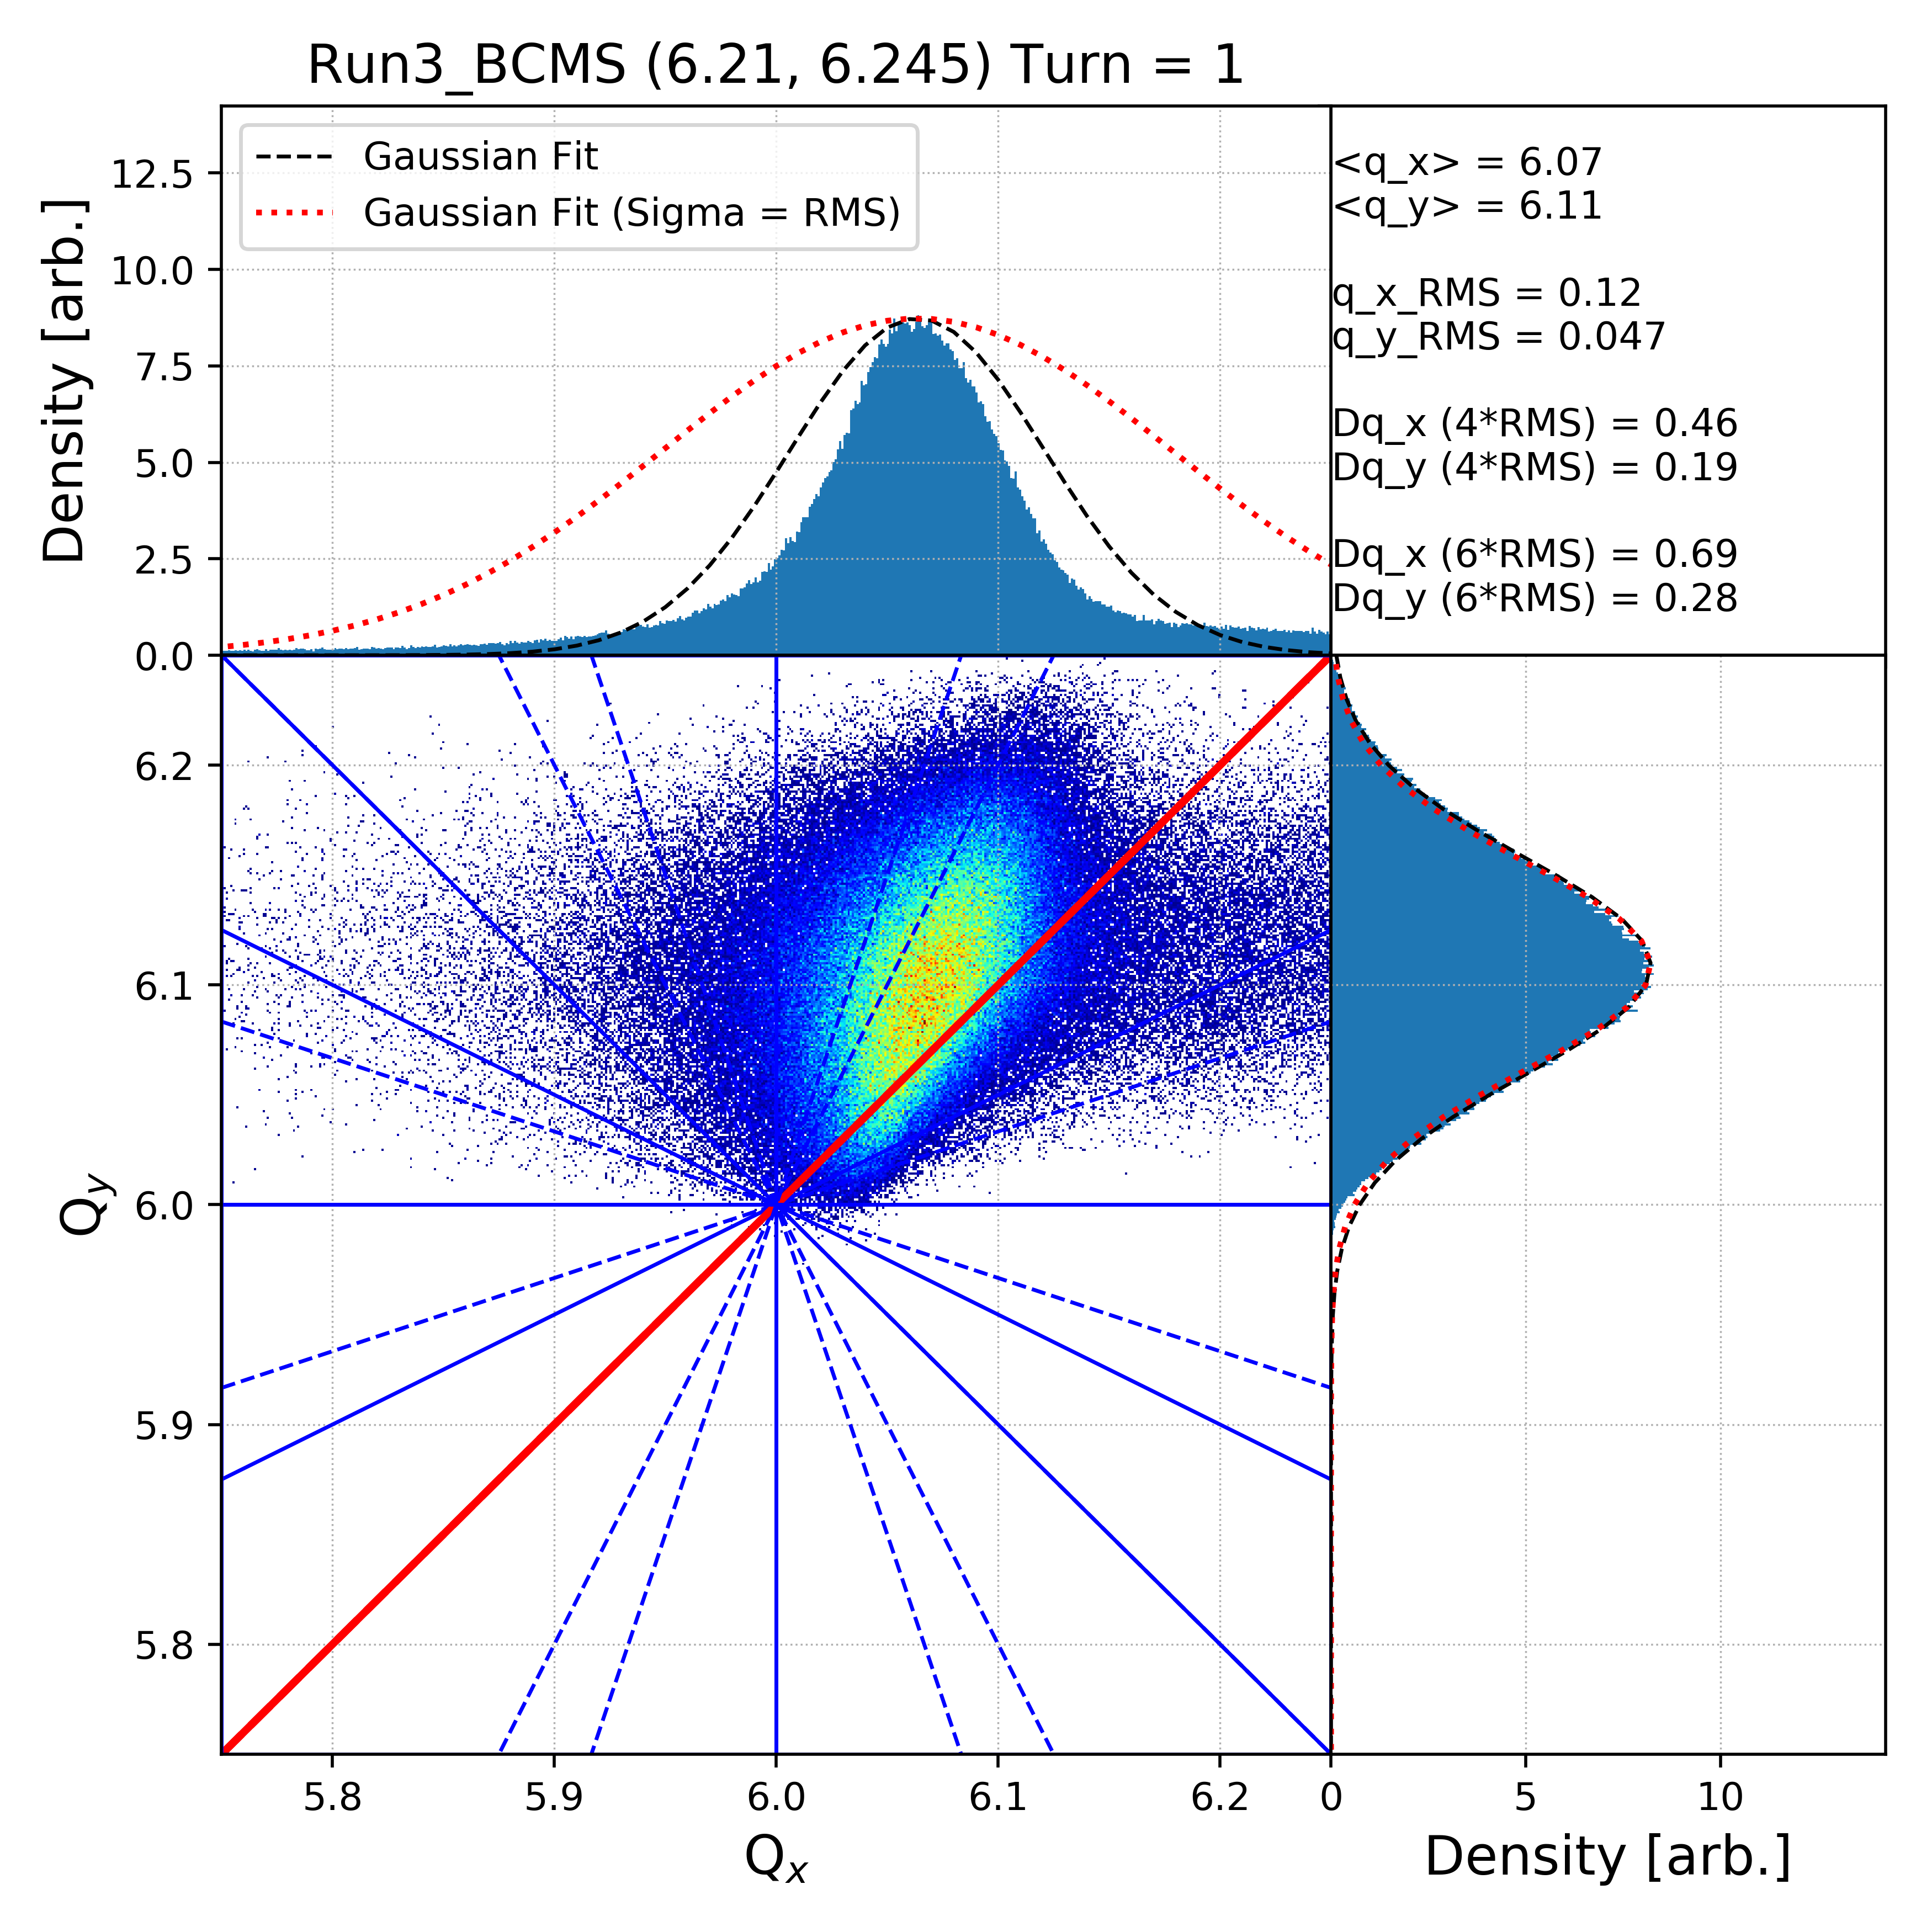 Run3_BCMS (6.21, 6.245) Turn = 1
Density [arb.]
12.5
10.0
7.5
5.0
2.5
0.0
Gaussian Fit
Gaussian Fit (Sigma = RMS)
<q_x> = 6.07
<q_y> = 6.11
q_x_RMS = 0.12
q_y_RMS = 0.047
Dq_x (4*RMS) = 0.46
Dq_y (4*RMS) = 0.19
Dq_x (6*RMS) = 0.69
Dq_y (6*RMS) = 0.28
Qy
6.2
6.1
6.0
5.9
5.8
5.8 5.9 6.0 6.1 6.2
Qx
0 5 10
Density [arb.]